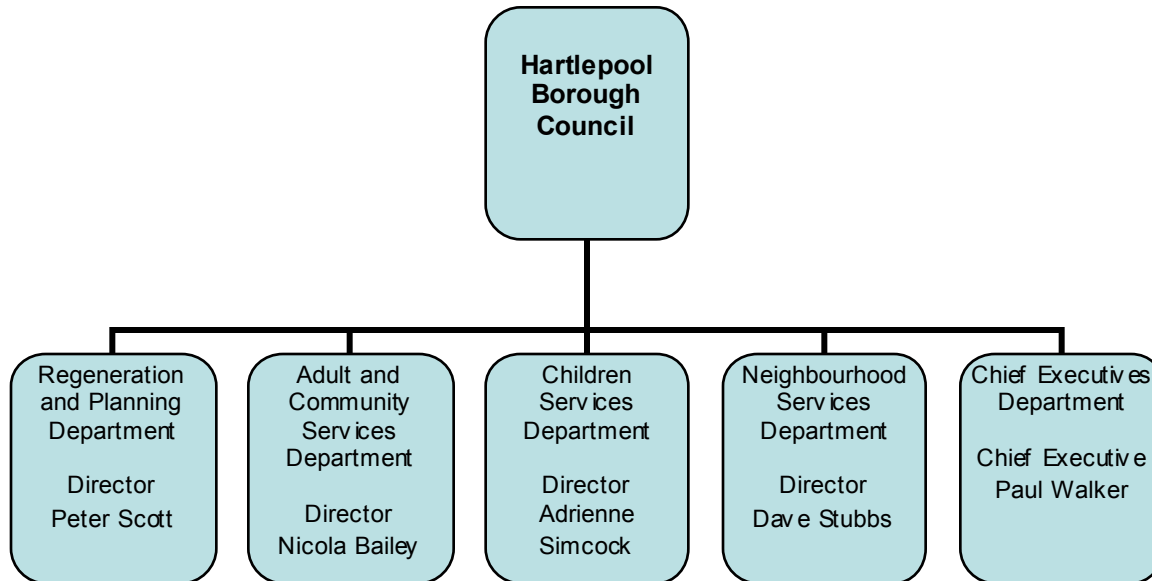 Hartlepool
Borough
Council
Regeneration
and Planning
Department
Director
Peter Scott
Adult and
Community
Services
Department
Director
Nicola Bailey
Children
Services
Department
Director
Adrienne
Simcock
Neighbourhood
Services
Department
Director
Dave Stubbs
Chief Executives
Department
Chief Executive
Paul Walker